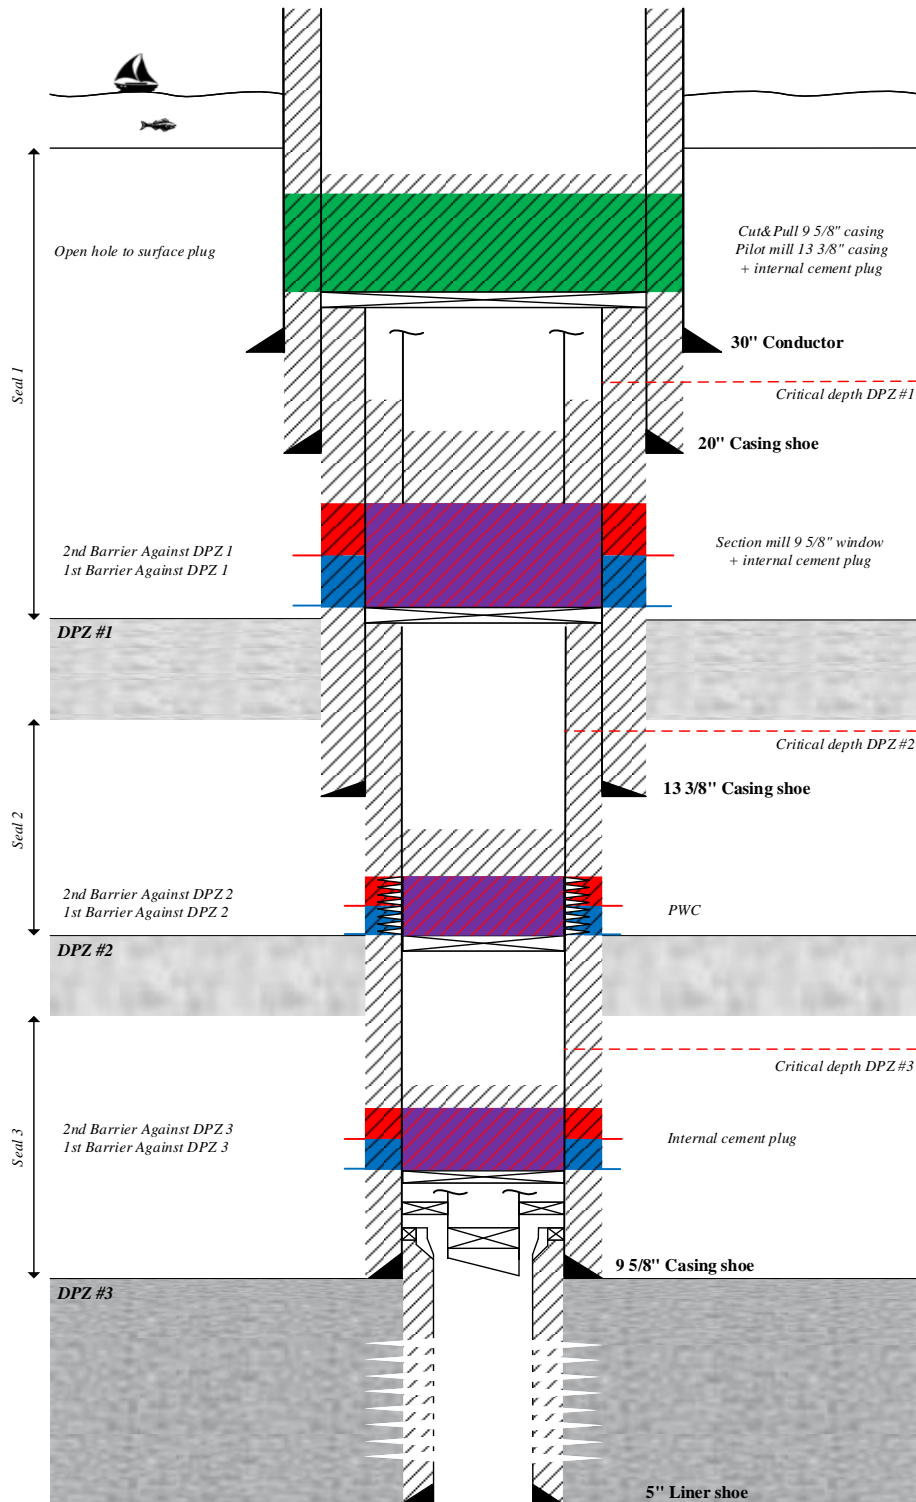 Open hole to surface plug
Cut&Pull 9 5/8" casing
Pilot mill 13 3/8" casing
+ internal cement plug
30" Conductor
Seal 1
Critical depth DPZ #1
20" Casing shoe
2nd Barrier Against DPZ 1
1st Barrier Against DPZ 1
Section mill 9 5/8" window
+ internal cement plug
DPZ #1
Critical depth DPZ #2
13 3/8" Casing shoe
Seal 2
2nd Barrier Against DPZ 2
1st Barrier Against DPZ 2
PWC
DPZ #2
Critical depth DPZ #3
Seal 3
2nd Barrier Against DPZ 3
1st Barrier Against DPZ 3
Internal cement plug
9 5/8" Casing shoe
DPZ #3
5" Liner shoe